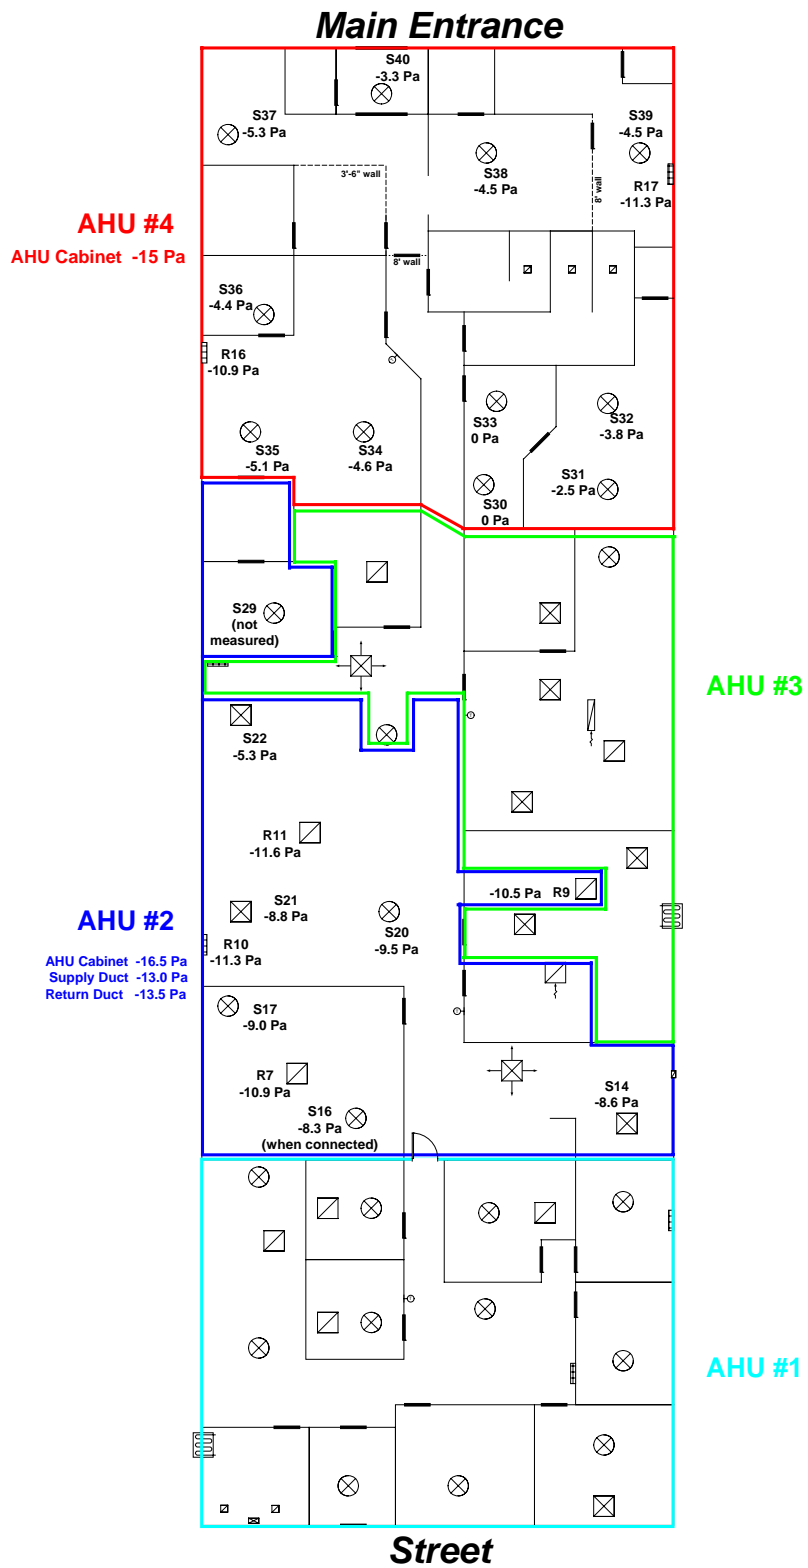 Main Entrance
S40
-3.3 Pa
S37
-5.3 Pa
S39
-4.5 Pa
S38
-4.5 Pa
3'-6" wall
8' wall
R17
-11.3 Pa
AHU #4
AHU Cabinet -15 Pa
8' wall
S36
-4.4 Pa
R16
-10.9 Pa
S33
0 Pa
S32
-3.8 Pa
S35
-5.1 Pa
S34
-4.6 Pa
S31
-2.5 Pa
S30
0 Pa
S29
(not
measured)
AHU #3
S22
-5.3 Pa
R11
-11.6 Pa
-10.5 Pa R9
S21
-8.8 Pa
S20
-9.5 Pa
AHU #2
AHU Cabinet -16.5 Pa
Supply Duct -13.0 Pa
Return Duct -13.5 Pa
R10
-11.3 Pa
S17
-9.0 Pa
R7
-10.9 Pa
S14
-8.6 Pa
S16
-8.3 Pa
(when connected)
AHU #1
Street